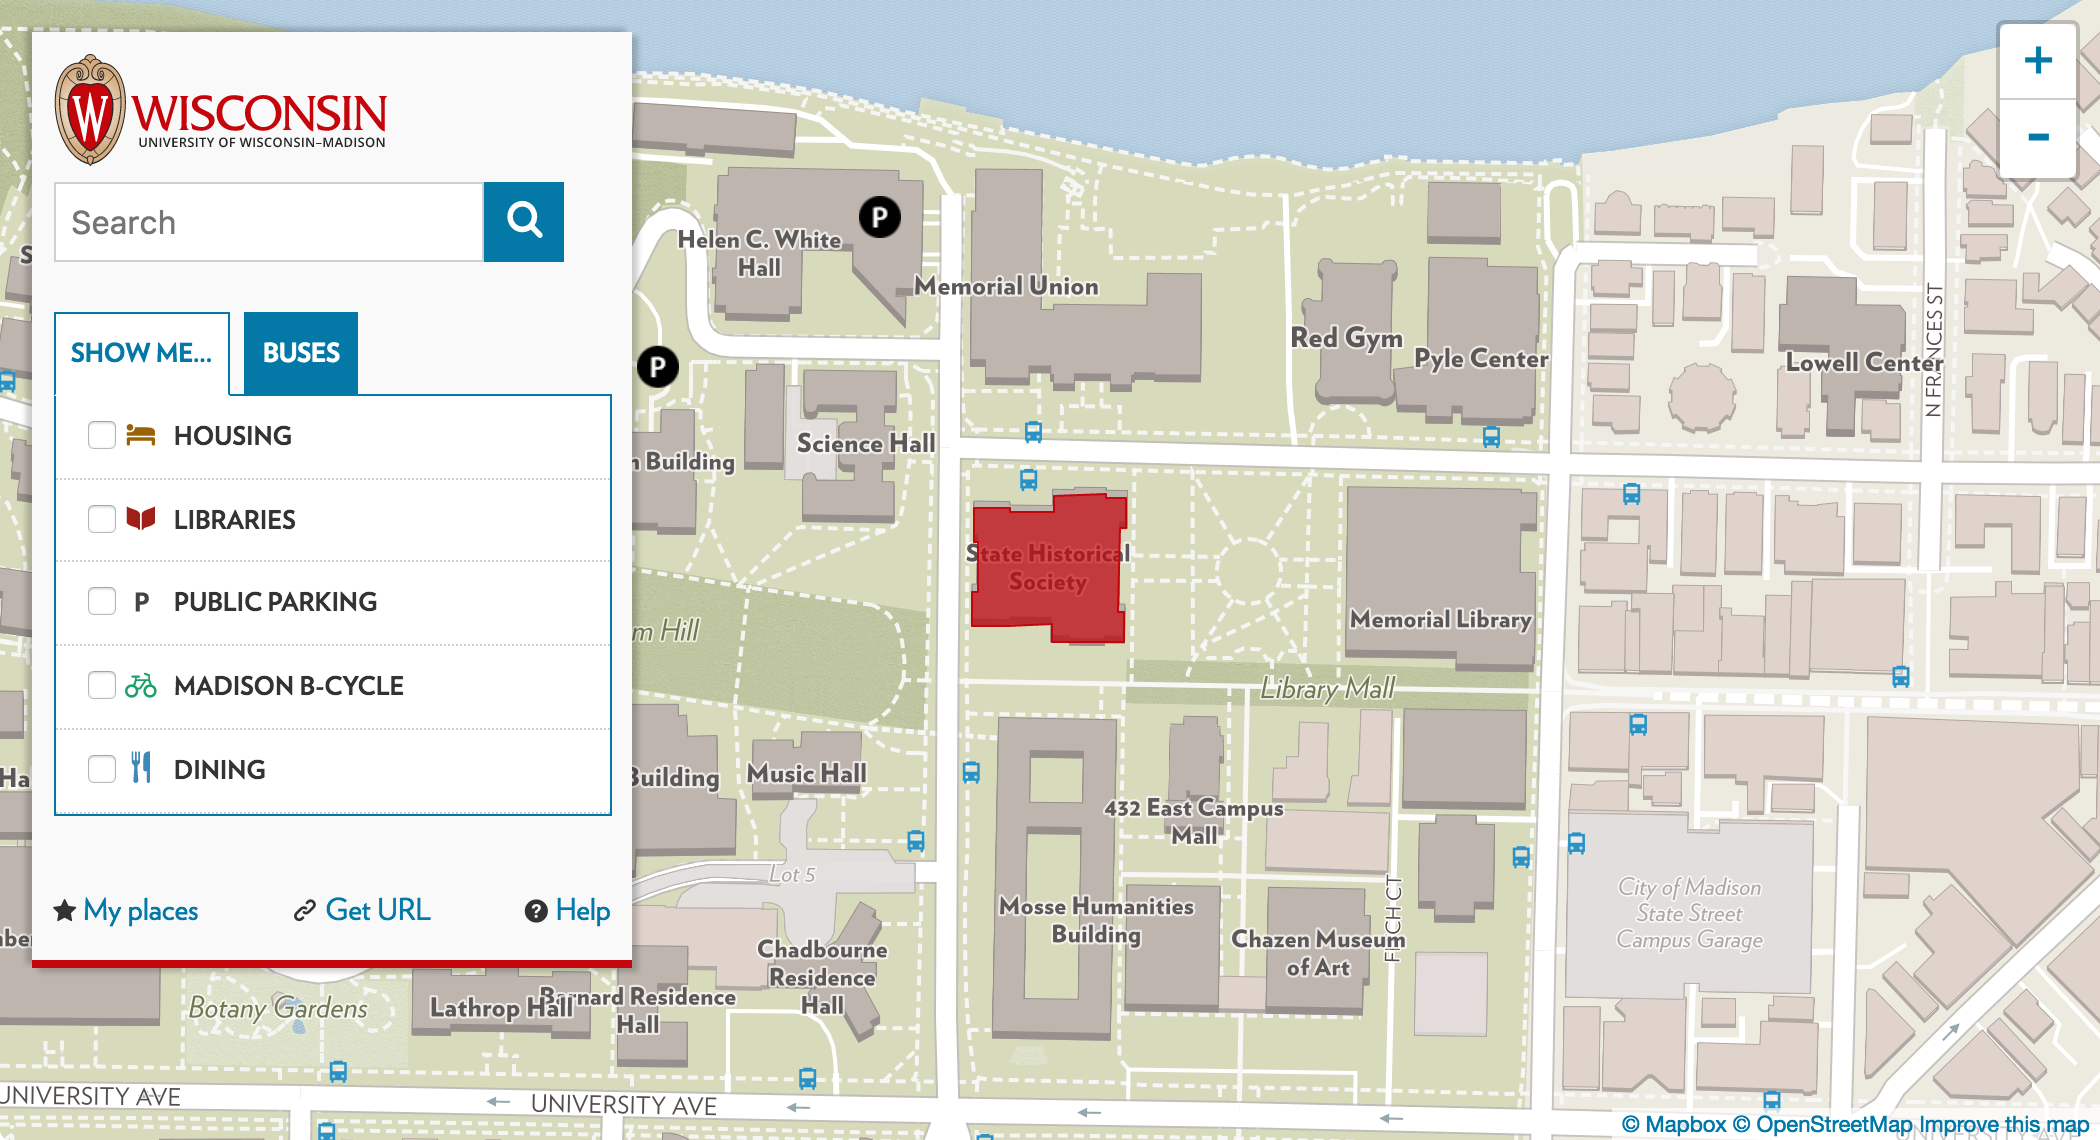 W
WISCONSIN
UNIVERSITY OF WISCONSIN–MADISON
Search
SHOW ME...
BUSES
HOUSING
LIBRARIES
P PUBLIC PARKING
MADISON B-CYCLE
DINING
My places
Get URL
? Help
+
-
P
Helen C. White
Hall
Memorial Union
P
Red Gym
Pyle Center
Lowell Center
N FRANCES ST
Science Hall
Building
State Historical
Society
Memorial Library
Hill
Library Mall
Building
Music Hall
432 East Campus
Mall
Lot 5
Mosse Humanities
Building
Chazen Museum
of Art
FITCH CT
City of Madison
State Street
Campus Garage
Chadbourne
Residence
Hall
Botany Gardens
Lathrop Hall
Barnard Residence
Hall
UNIVERSITY AVE
UNIVERSITY AVE
© Mapbox © OpenStreetMap Improve this map